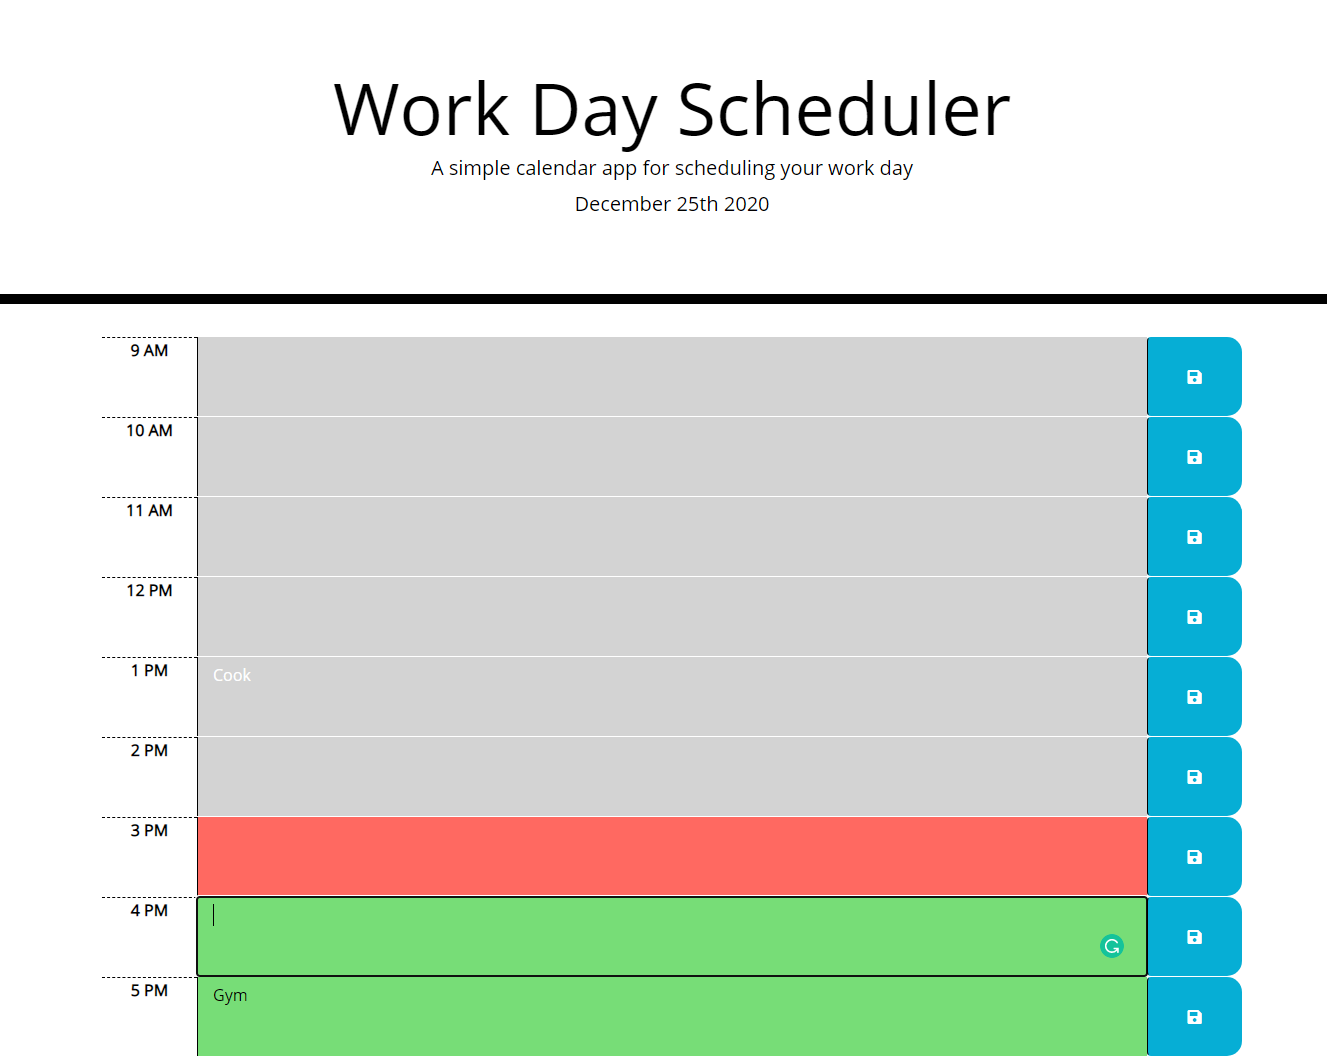 Work Day Scheduler
A simple calendar app for scheduling your work day
December 25th 2020
9 AM
10 AM
11 AM
12 PM
1 PM
Cook
2 PM
3 PM
4 PM
5 PM
Gym